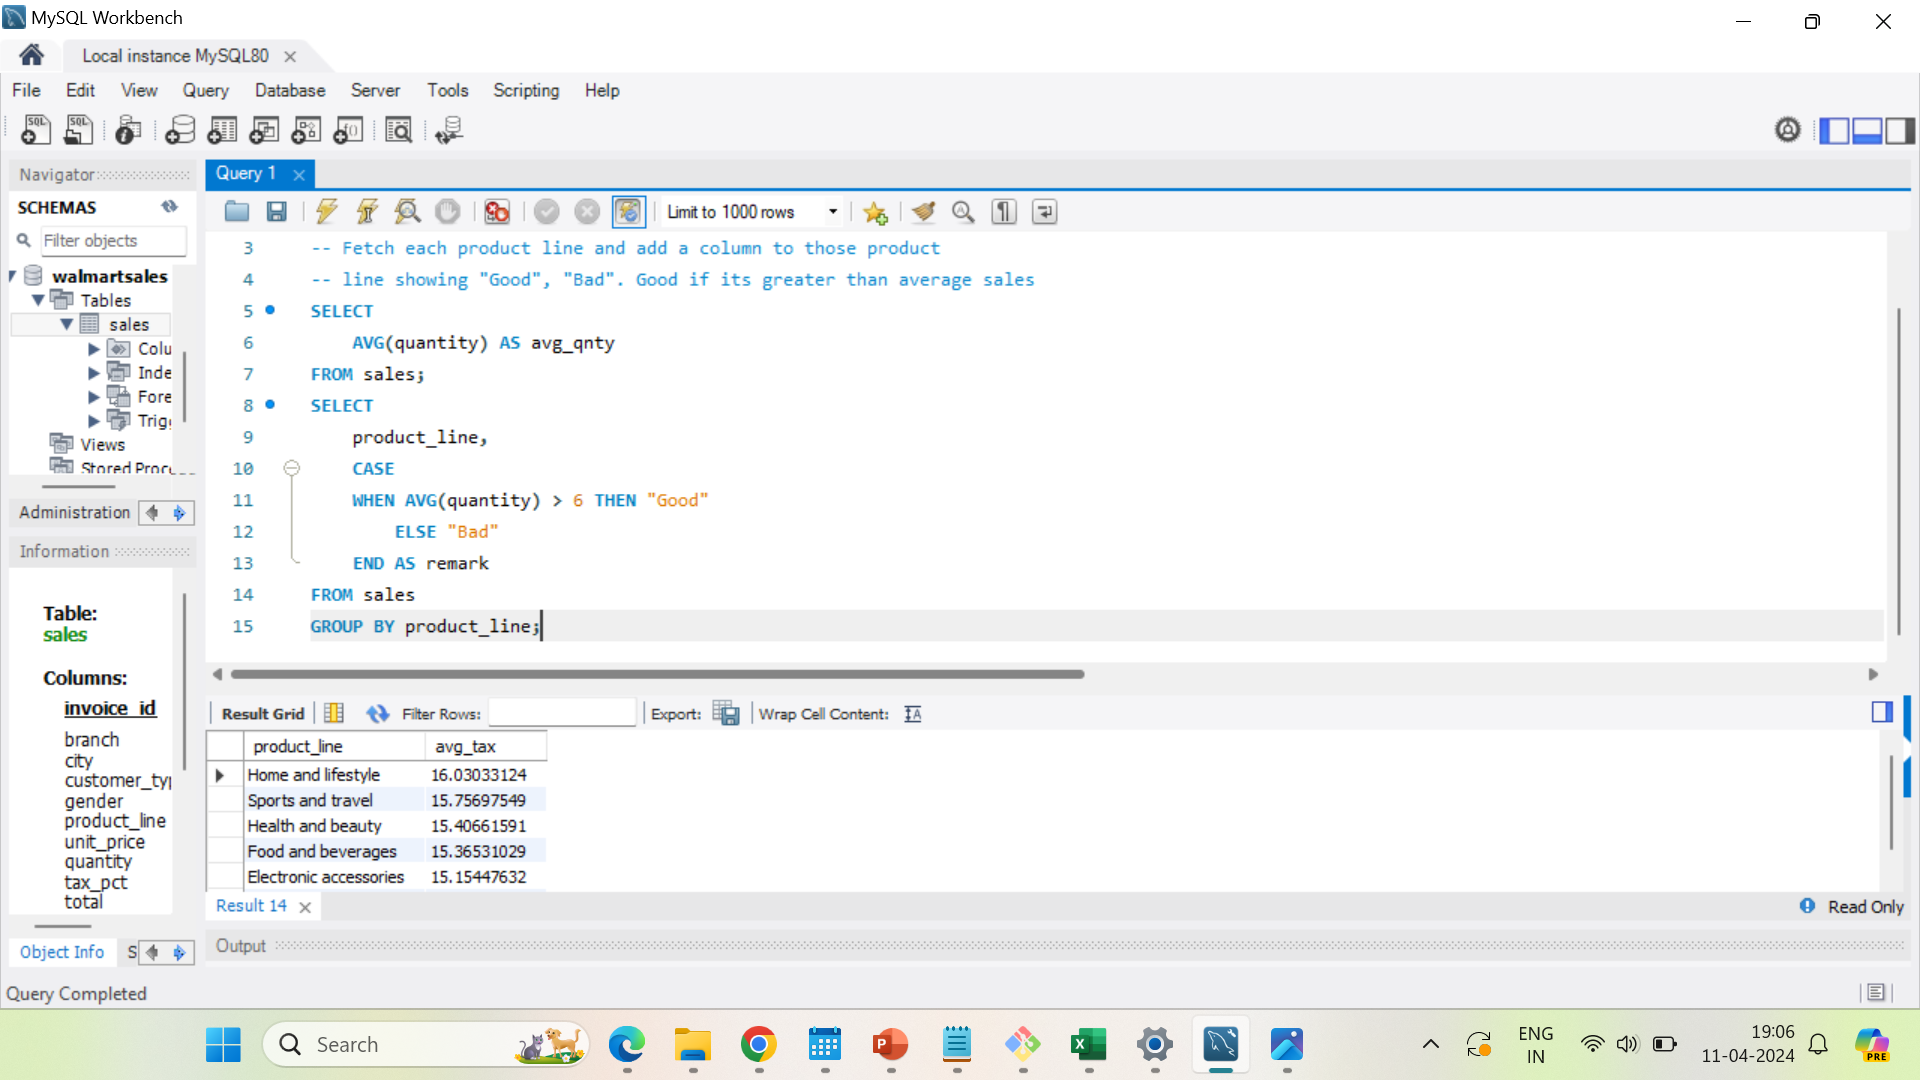 MySQL Workbench
Local instance MySQL80
File Edit View Query Database Server Tools Scripting Help
Navigator
SCHEMAS
Filter objects
walmartsales
Tables
sales
Colu
Inde
Fore
Trig
Views
Stored Proc
Administration
Information
Table:
sales
Columns:
invoice_id
branch
city
customer_ty
gender
product_line
unit_price
quantity
tax_pct
total
Object Info S
Query 1
Limit to 1000 rows
3 -- Fetch each product line and add a column to those product
4 -- line showing "Good", "Bad". Good if its greater than average sales
5 SELECT
6 AVG(quantity) AS avg_qnty
7 FROM sales;
8 SELECT
9 product_line,
10 CASE
11 WHEN AVG(quantity) > 6 THEN "Good"
12 ELSE "Bad"
13 END AS remark
14 FROM sales
15 GROUP BY product_line;
Result Grid Filter Rows: Export: Wrap Cell Content:
product_line avg_tax
Home and lifestyle 16.03033124
Sports and travel 15.75697549
Health and beauty 15.40661591
Food and beverages 15.36531029
Electronic accessories 15.15447632
Result 14
Read Only
Output
Query Completed
Search
ENG
IN
19:06
11-04-2024
PRE